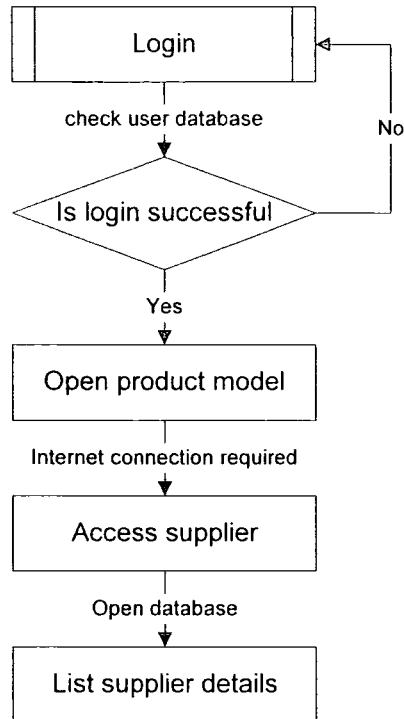 Login
check user database
No
Is login successful
Yes
Open product model
Internet connection required
Access supplier
Open database
List supplier details